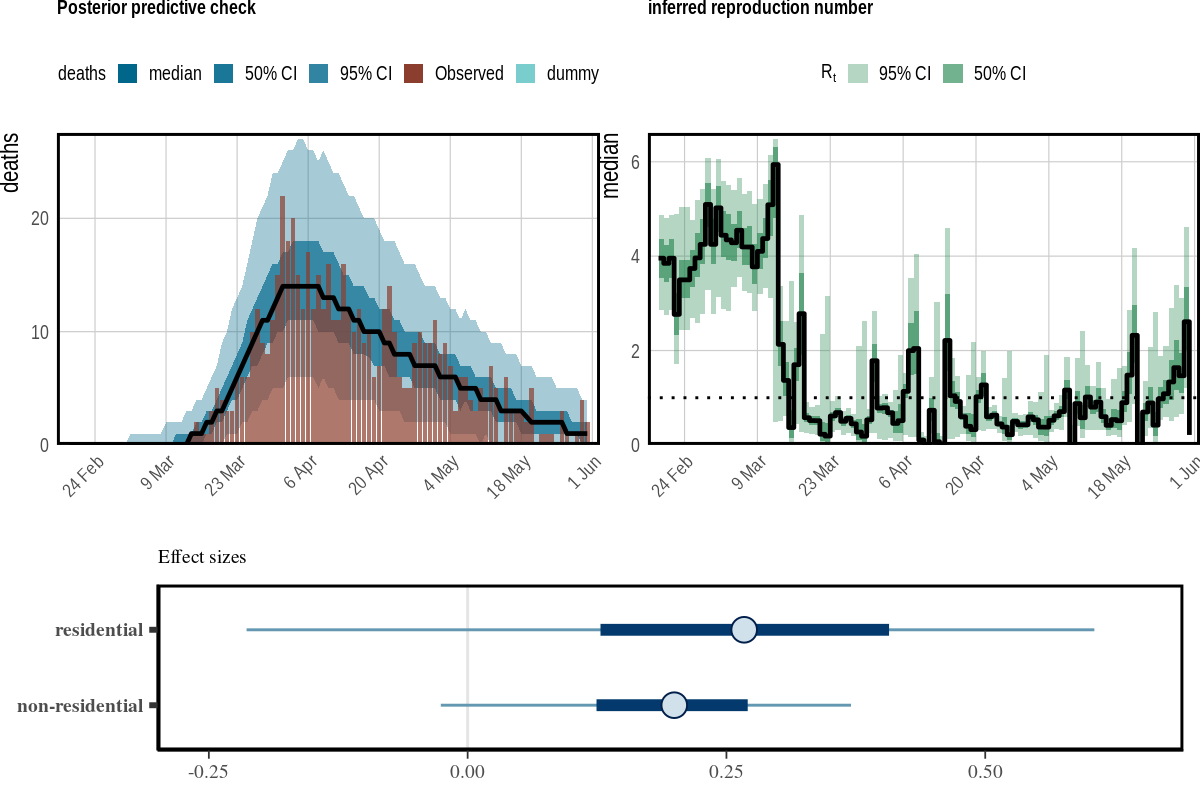 Posterior predictive check
deaths median 50% CI 95% CI Observed dummy
deaths
20
10
0
24 Feb 9 Mar 23 Mar 6 Apr 20 Apr 4 May 18 May 1 Jun
inferred reproduction number
Rt 95% CI 50% CI
median
6
4
2
0
24 Feb 9 Mar 23 Mar 6 Apr 20 Apr 4 May 18 May 1 Jun
Effect sizes
residential
non-residential
-0.25 0.00 0.25 0.50